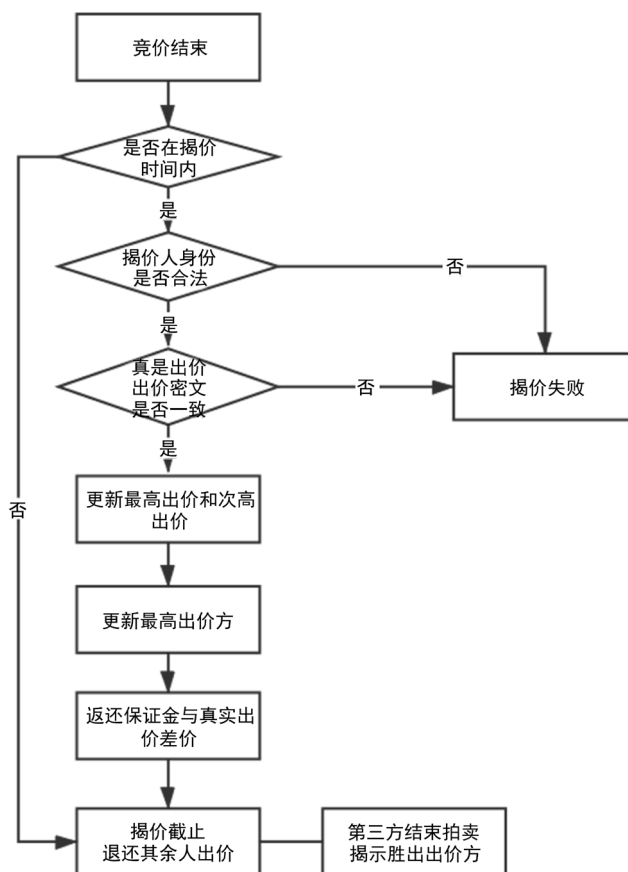 竞价结束
是否在揭价
时间内
是
揭价人身份
是否合法
否
是
真是出价
出价密文
是否一致
否
揭价失败
是
更新最高出价和次高
出价
否
更新最高出价方
返还保证金与真实出
价差价
揭价截止
退还其余人出价
第三方结束拍卖
揭示胜出出价方